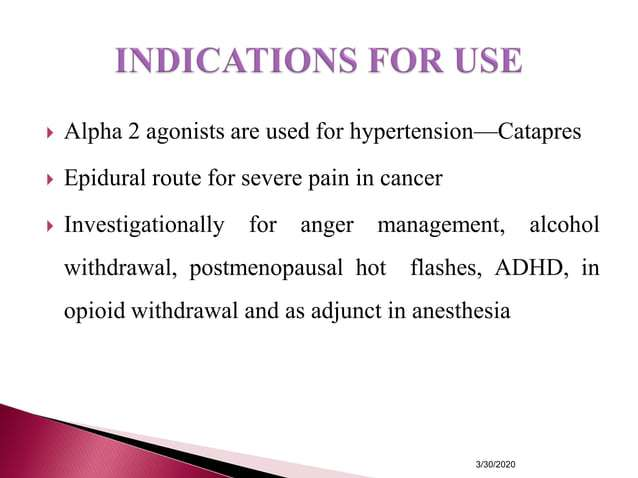 INDICATIONS FOR USE
Alpha 2 agonists are used for hypertension—Catapres
Epidural route for severe pain in cancer
Investigationally for anger management, alcohol
withdrawal, postmenopausal hot flashes, ADHD, in
opioid withdrawal and as adjunct in anesthesia
3/30/2020